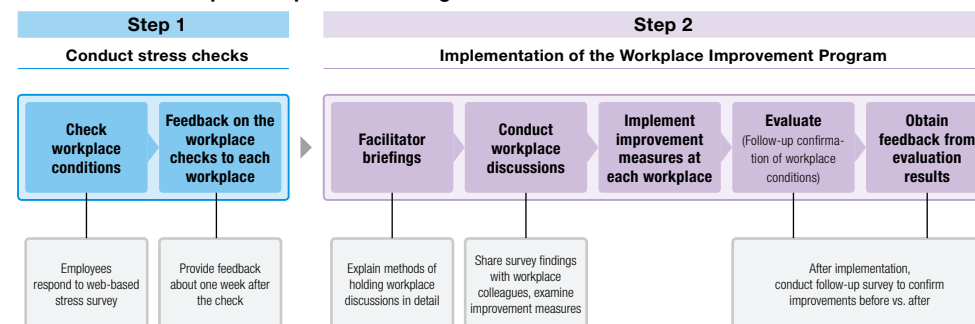 Step 1
Step 2
Conduct stress checks
Implementation of the Workplace Improvement Program
Check
workplace
conditions
Feedback on the
workplace
checks to each
workplace
Facilitator
briefings
Conduct
workplace
discussions
Implement
improvement
measures at
each workplace
Evaluate
(Follow-up confirma-
tion of workplace
conditions)
Obtain
feedback from
evaluation
results
Employees
respond to web-based
stress survey
Provide feedback
about one week after
the check
Explain methods of
holding workplace
discussions in detail
Share survey findings
with workplace
colleagues, examine
improvement measures
After implementation,
conduct follow-up survey to confirm
improvements before vs. after